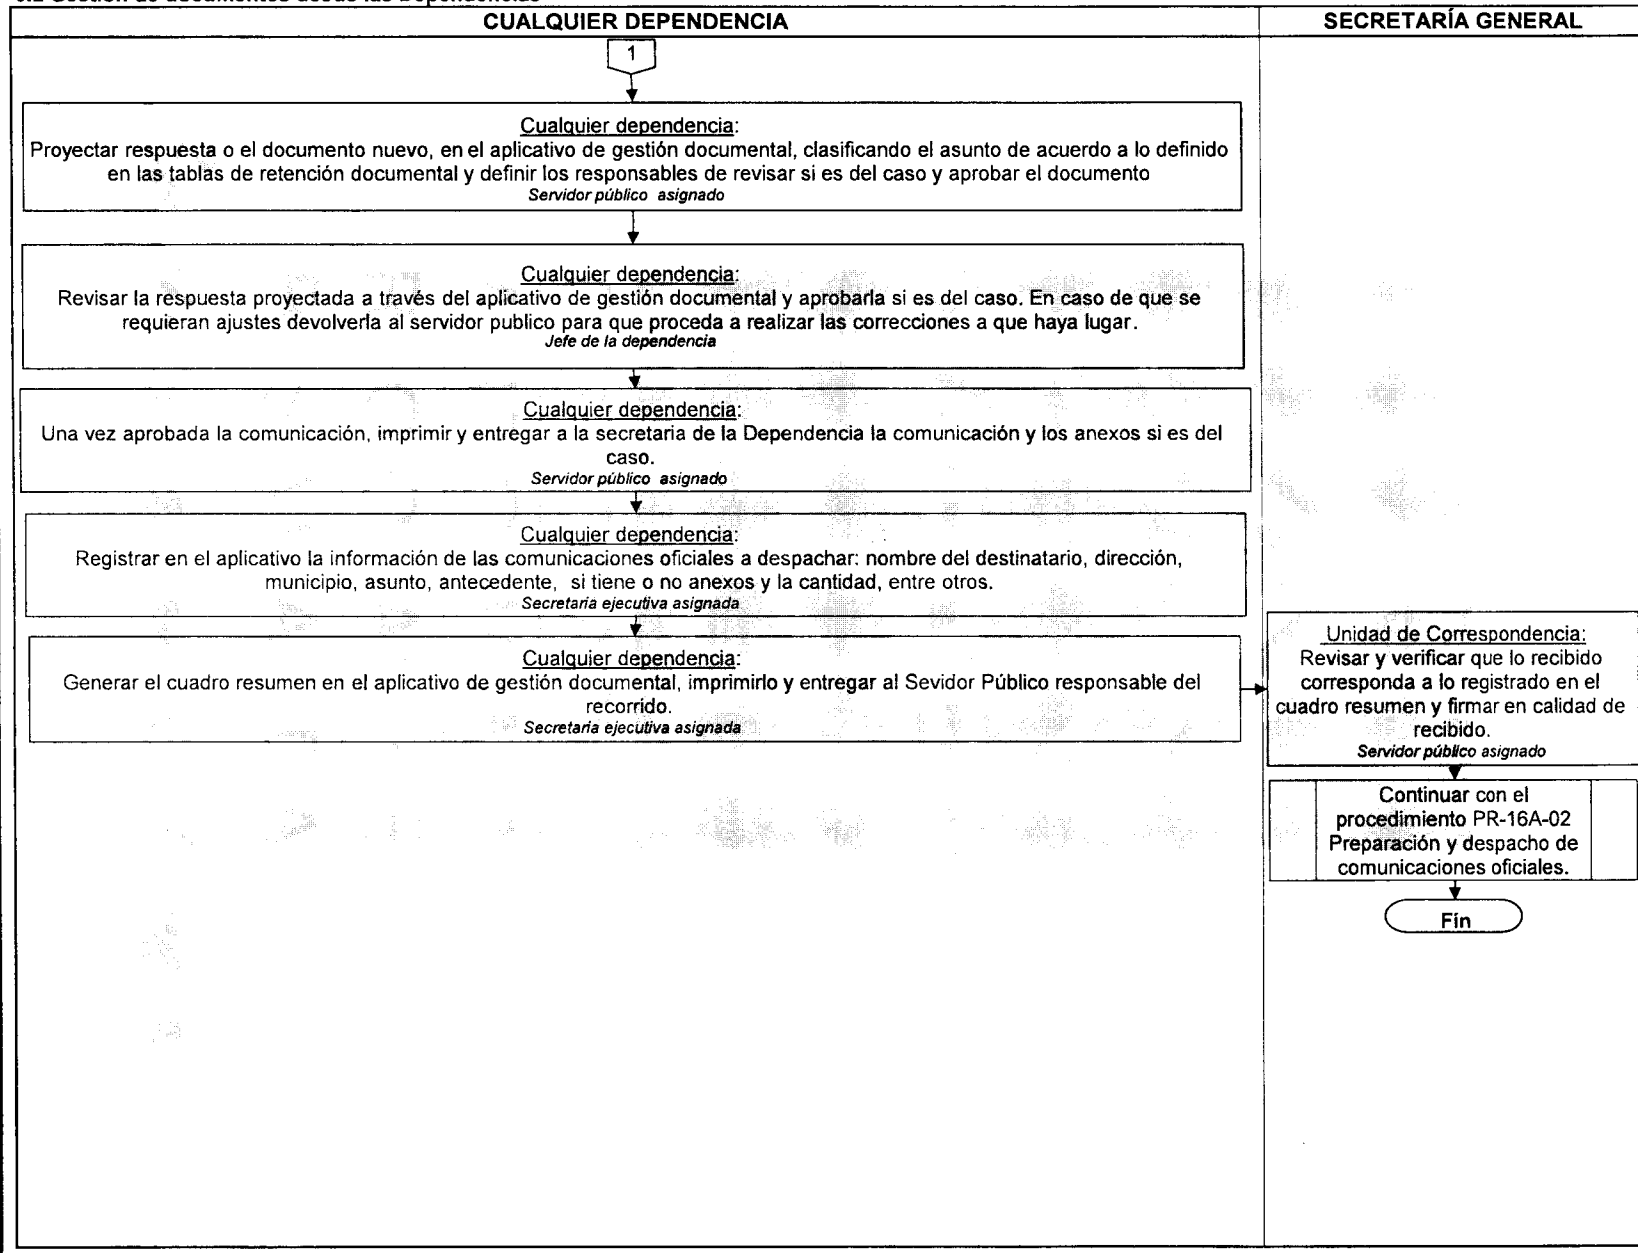 CUALQUIER DEPENDENCIA
SECRETARÍA GENERAL
1
Cualquier dependencia:
Proyectar respuesta o el documento nuevo, en el aplicativo de gestión documental, clasificando el asunto de acuerdo a lo definido
en las tablas de retención documental y definir los responsables de revisar si es del caso y aprobar el documento
Servidor público asignado
Cualquier dependencia:
Revisar la respuesta proyectada a través del aplicativo de gestión documental y aprobarla si es del caso. En caso de que se
requieran ajustes devolverla al servidor publico para que proceda a realizar las correcciones a que haya lugar.
Jefe de la dependencia
Cualquier dependencia:
Una vez aprobada la comunicación, imprimir y entregar a la secretaria de la Dependencia la comunicación y los anexos si es del
caso.
Servidor público asignado
Cualquier dependencia:
Registrar en el aplicativo la información de las comunicaciones oficiales a despachar: nombre del destinatario, dirección,
municipio, asunto, antecedente, si tiene o no anexos y la cantidad, entre otros.
Secretaria ejecutiva asignada
Cualquier dependencia:
Generar el cuadro resumen en el aplicativo de gestión documental, imprimirlo y entregar al Sevidor Público responsable del
recorrido.
Secretaria ejecutiva asignada
Unidad de Correspondencia:
Revisar y verificar que lo recibido
corresponda a lo registrado en el
cuadro resumen y firmar en calidad de
recibido.
Servidor público asignado
Continuar con el
procedimiento PR-16A-02
Preparación y despacho de
comunicaciones oficiales.
Fín